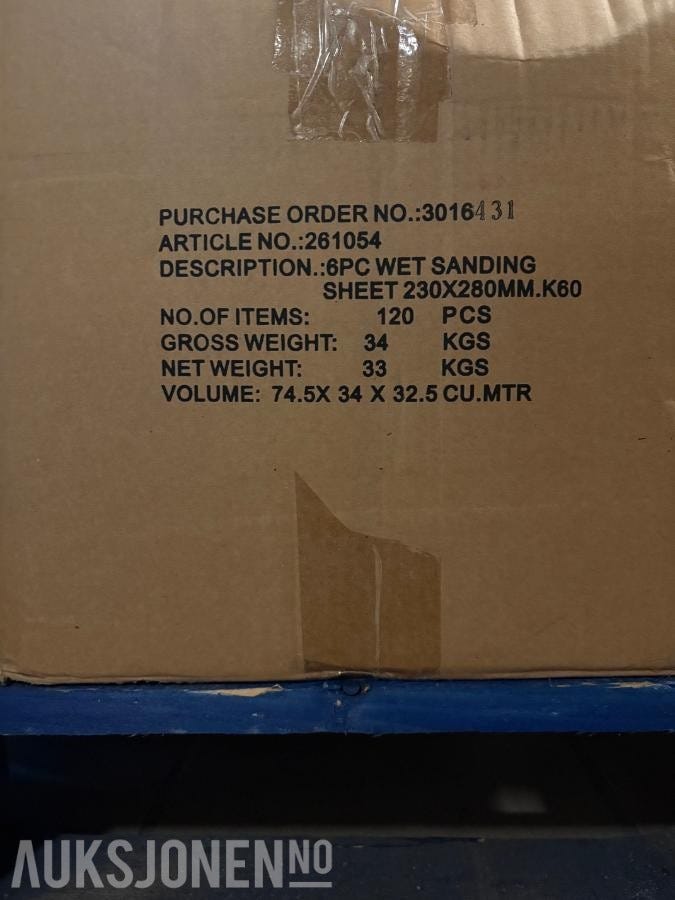 PURCHASE ORDER NO.:3016431
ARTICLE NO.:261054
DESCRIPTION.:6PC WET SANDING
SHEET 230X280MM.K60
NO.OF ITEMS: 120 PCS
GROSS WEIGHT: 34 KGS
NET WEIGHT: 33 KGS
VOLUME: 74.5X 34 X 32.5 CU.MTR
AUKSJONEN NO